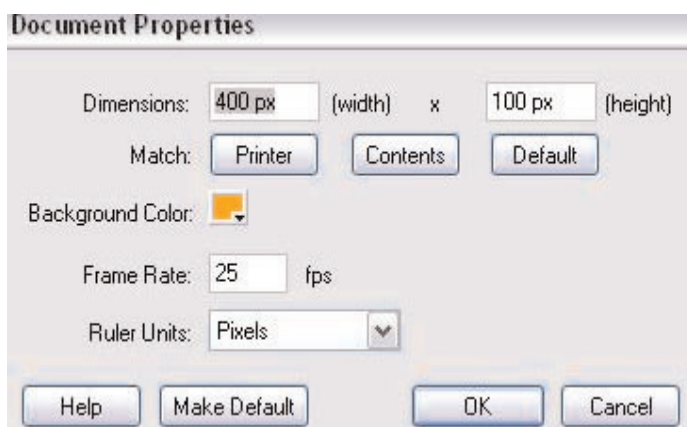 Document Properties
Dimensions: 400 px (width) x 100 px (height)
Match: Printer Contents Default
Background Color:
Frame Rate: 25 fps
Ruler Units: Pixels
Help Make Default OK Cancel